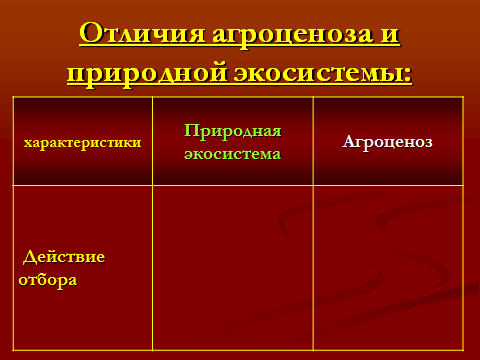 Отличия агроценоза и
природной экосистемы:
характеристики
Природная
экосистема
Агроценоз
Действие
отбора